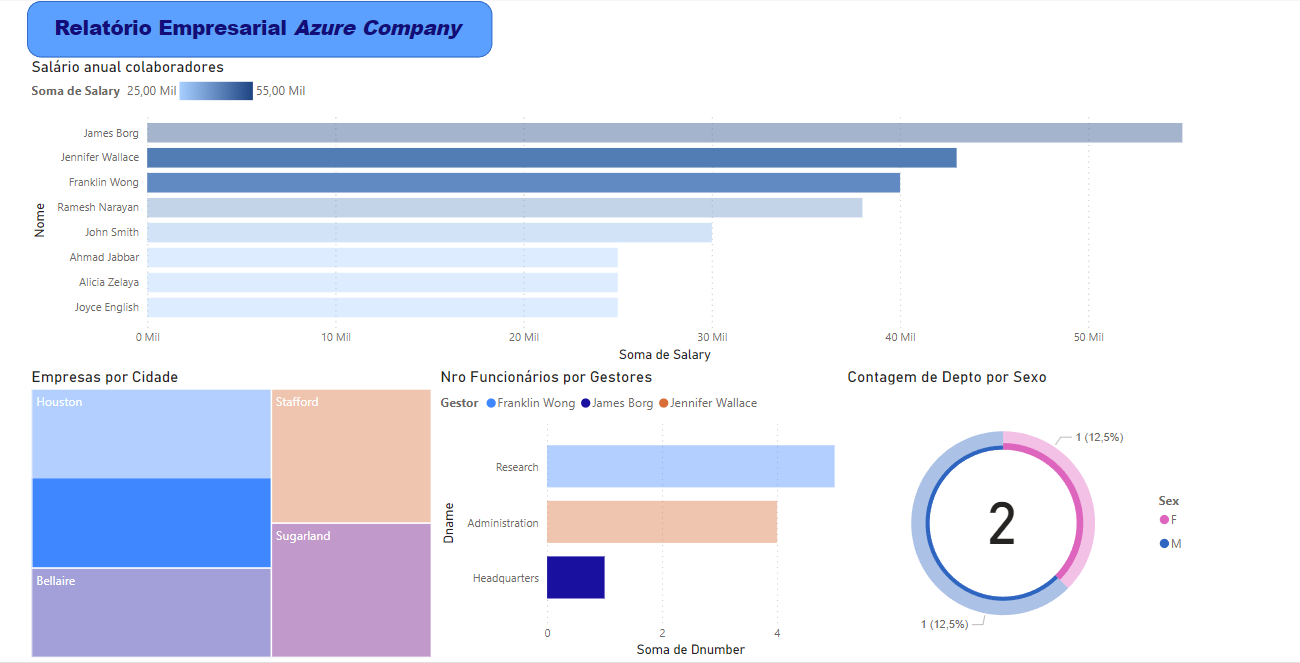 Relatório Empresarial Azure Company
Salário anual colaboradores
Soma de Salary 25,00 Mil 55,00 Mil
James Borg
Jennifer Wallace
Franklin Wong
Ramesh Narayan
John Smith
Ahmad Jabbar
Alicia Zelaya
Joyce English
Nome
0 Mil 10 Mil 20 Mil 30 Mil 40 Mil 50 Mil
Soma de Salary
Empresas por Cidade
Houston
Stafford
Sugarland
Bellaire
Nro Funcionários por Gestores
Gestor Franklin Wong James Borg Jennifer Wallace
Research
Administration
Headquarters
Dname
0 2 4
Soma de Dnumber
Contagem de Depto por Sexo
1 (12,5%)
2
1 (12,5%)
Sex
F
M